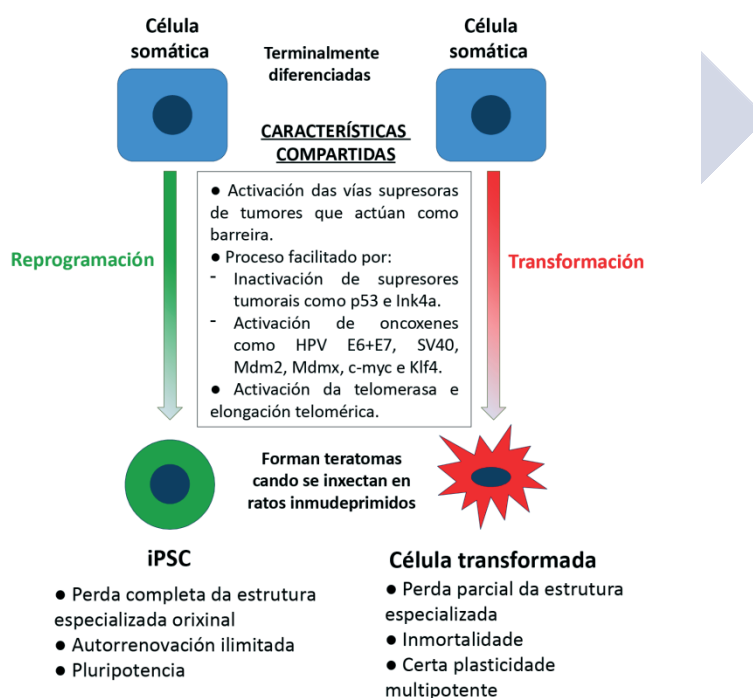 Célula
somática
Terminalmente
diferenciadas
Célula
somática
CARACTERÍSTICAS
COMPARTIDAS
● Activación das vías supresoras
de tumores que actúan como
barreira.
● Proceso facilitado por:
- Inactivación de supresores
tumorais como p53 e Ink4a.
- Activación de oncoxenes
como HPV E6+E7, SV40,
Mdm2, Mdmx, c-myc e Klf4.
● Activación da telomerasa e
elongación telomérica.
Reprogramación
Transformación
Forman teratomas
cando se inxectan en
ratos inmudeprimidos
iPSC
● Perda completa da estrutura
especializada orixinal
● Autorrenovación ilimitada
● Pluripotencia
Célula transformada
● Perda parcial da estrutura
especializada
● Inmortalidade
● Certa plasticidade
multipotente